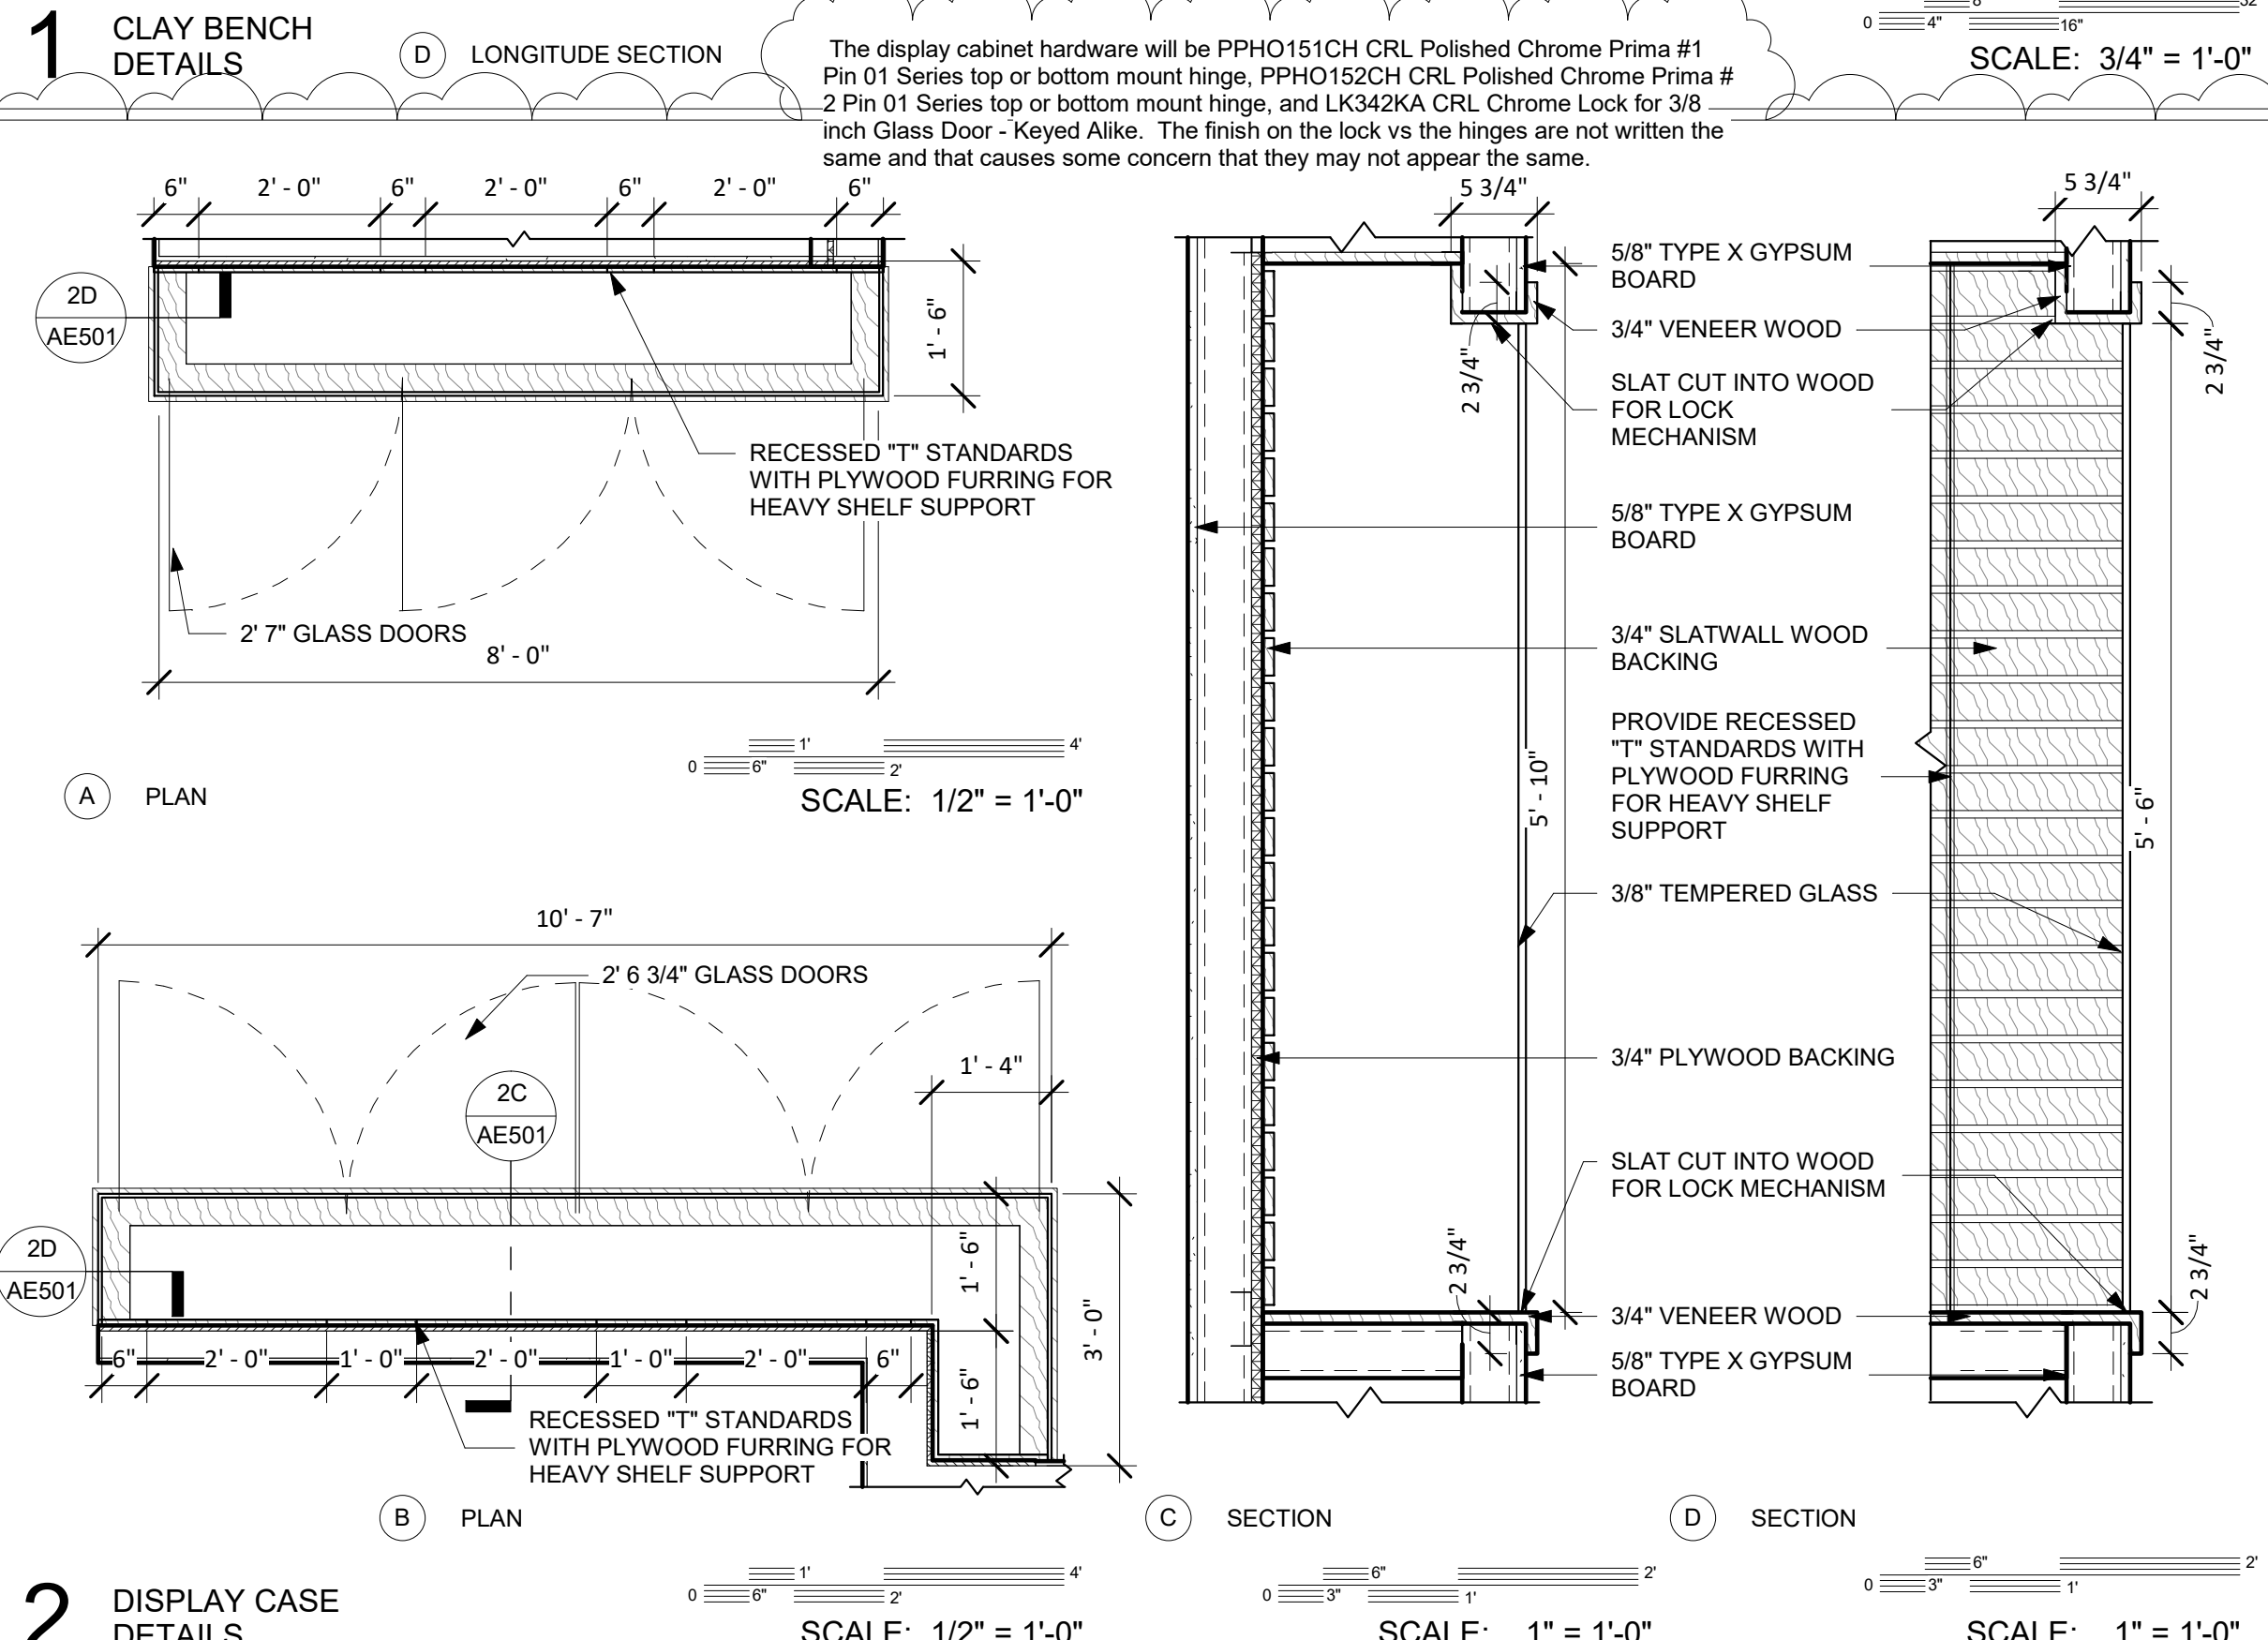 1
CLAY BENCH
DETAILS
D
LONGITUDE SECTION
The display cabinet hardware will be PPHO151CH CRL Polished Chrome Prima #1
Pin 01 Series top or bottom mount hinge, PPHO152CH CRL Polished Chrome Prima #
2 Pin 01 Series top or bottom mount hinge, and LK342KA CRL Chrome Lock for 3/8
inch Glass Door - Keyed Alike. The finish on the lock vs the hinges are not written the
same and that causes some concern that they may not appear the same.
0 4" 16"
SCALE: 3/4" = 1'-0"
6" 2' - 0" 6" 2' - 0" 6" 2' - 0" 6"
2D
AE501
1' - 6"
RECESSED "T" STANDARDS
WITH PLYWOOD FURRING FOR
HEAVY SHELF SUPPORT
2' 7" GLASS DOORS
8' - 0"
A
PLAN
1' 4'
0 6" 2'
SCALE: 1/2" = 1'-0"
10' - 7"
2' 6 3/4" GLASS DOORS
1' - 4"
2C
AE501
2D
AE501
1' - 6"
3' - 0"
1' - 6"
6" 2' - 0" 1' - 0" 2' - 0" 1' - 0" 2' - 0" 6"
RECESSED "T" STANDARDS
WITH PLYWOOD FURRING FOR
HEAVY SHELF SUPPORT
B
PLAN
1' 4'
0 6" 2'
SCALE: 1/2" = 1'-0"
5 3/4"
2 3/4"
5' - 10"
2 3/4"
5/8" TYPE X GYPSUM
BOARD
3/4" VENEER WOOD
SLAT CUT INTO WOOD
FOR LOCK
MECHANISM
5/8" TYPE X GYPSUM
BOARD
3/4" SLATWALL WOOD
BACKING
PROVIDE RECESSED
"T" STANDARDS WITH
PLYWOOD FURRING
FOR HEAVY SHELF
SUPPORT
3/8" TEMPERED GLASS
3/4" PLYWOOD BACKING
SLAT CUT INTO WOOD
FOR LOCK MECHANISM
3/4" VENEER WOOD
5/8" TYPE X GYPSUM
BOARD
5 3/4"
2 3/4"
5' - 6"
2 3/4"
C
SECTION
6" 2'
0 3" 1'
SCALE: 1" = 1'-0"
D
SECTION
6" 2'
0 3" 1'
SCALE: 1" = 1'-0"
2
DISPLAY CASE
DETAILS